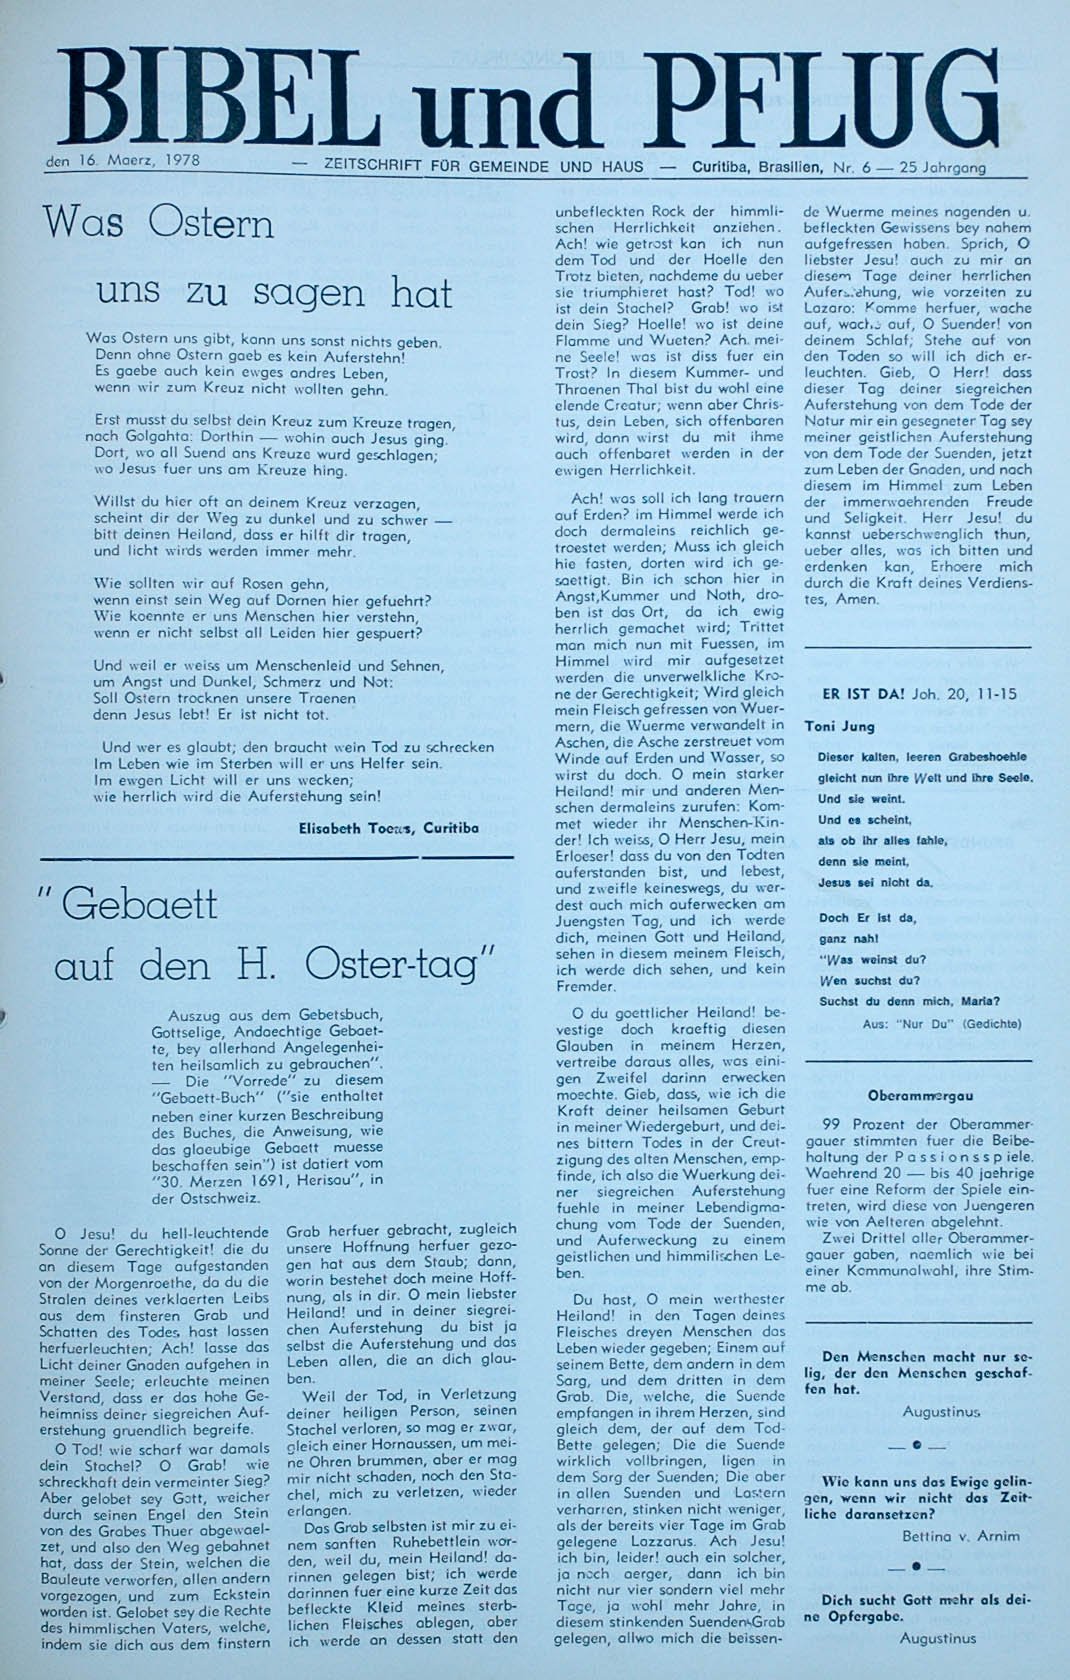 BIBEL und PFLUG
den 16. Maerz, 1978 — ZEITSCHRIFT FÜR GEMEINDE UND HAUS — Curitiba, Brasilien, Nr. 6 — 25 Jahrgang
Was Ostern
uns zu sagen hat
Was Ostern uns gibt, kann uns sonst nichts geben.
Denn ohne Ostern gaeb es kein Auferstehn!
Es gaebe auch kein ewges andres Leben,
wenn wir zum Kreuz nicht wollten gehn.
Erst musst du selbst dein Kreuz zum Kreuze tragen,
nach Golgahta: Dorthin — wohin auch Jesus ging.
Dort, wo all Suend ans Kreuze wurd geschlagen;
wo Jesus fuer uns am Kreuze hing.
Willst du hier oft an deinem Kreuz verzagen,
scheint dir der Weg zu dunkel und zu schwer —
bitt deinen Heiland, dass er hilft dir tragen,
und licht wirds werden immer mehr.
Wie sollten wir auf Rosen gehn,
wenn einst sein Weg auf Dornen hier gefuehrt?
Wie koennte er uns Menschen hier verstehn,
wenn er nicht selbst all Leiden hier gespuert?
Und weil er weiss um Menschenleid und Sehnen,
um Angst und Dunkel, Schmerz und Not:
Soll Ostern trocknen unsere Traenen
denn Jesus lebt! Er ist nicht tot.
Und wer es glaubt; den braucht wein Tod zu schrecken
Im Leben wie im Sterben will er uns Helfer sein.
Im ewgen Licht will er uns wecken;
wie herrlich wird die Auferstehung sein!
Elisabeth Toews, Curitiba
"Gebaett
auf den H. Oster-tag"
Auszug aus dem Gebetsbuch,
Gottselige, Andaechtige Gebaet-
te, bey allerhand Angelegenhei-
ten heilsamlich zu gebrauchen".
— Die "Vorrede" zu diesem
"Gebaett-Buch" ("sie enthaltet
neben einer kurzen Beschreibung
des Buches, die Anweisung, wie
das glaeubige Gebaett muesse
beschaffen sein") ist datiert vom
"30. Merzen 1691, Herisau", in
der Ostschweiz.
O Jesu! du hell-leuchtende
Sonne der Gerechtigkeit! die du
an diesem Tage aufgestanden
von der Morgenroethe, da du die
Stralen deines verklaerten Leibs
aus dem finsteren Grab und
Schatten des Todes hast lassen
herfuerleuchten; Ach! lasse das
Licht deiner Gnaden aufgehen in
meiner Seele; erleuchte meinen
Verstand, dass er das hohe Ge-
heimniss deiner siegreichen Auf-
erstehung gruendlich begreife.
O Tod! wie scharf war damals
dein Stachel? O Grab! wie
schreckhaft dein vermeinter Sieg?
Aber gelobet sey Gott, weicher
durch seinen Engel den Stein
von des Grabes Thuer abgewael-
zet, und also den Weg gebahnet
hat, dass der Stein, welchen die
Bauleute verworfen, allen andern
vorgezogen, und zum Eckstein
worden ist. Gelobet sey die Rechte
des himmlischen Vaters, welche,
indem sie dich aus dem finstern
Grab herfuer gebracht, zugleich
unsere Hoffnung herfuer gezo-
gen hat aus dem Staub; dann,
worin bestehet doch meine Hoff-
nung, als in dir. O mein liebster
Heiland! und in deiner siegrei-
chen Auferstehung du bist ja
selbst die Auferstehung und das
Leben allen, die an dich glau-
ben.
Weil der Tod, in Verletzung
deiner heiligen Person, seinen
Stachel verloren, so mag er zwar,
gleich einer Hornaussen, um mei-
ne Ohren brummen, aber er mag
mir nicht schaden, noch den Sta-
chel, mich zu verletzen, wieder
erlangen.
Das Grab selbsten ist mir zu ei-
nem sanften Ruhebettlein wor-
den, weil du, mein Heiland! da-
rinnen gelegen bist; ich werde
darinnen fuer eine kurze Zeit das
befleckte Kleid meines sterb-
lichen Fleisches ablegen, aber
ich werde an dessen statt den
unbefleckten Rock der himmli-
schen Herrlichkeit anziehen.
Ach! wie getrost kan ich nun
dem Tod und der Hoelle den
Trotz bieten, nachdeme du ueber
sie triumphieret hast? Tod! wo
ist dein Stachel? Grab! wo ist
dein Sieg? Hoelle! wo ist deine
Flamme und Wueten? Ach. mei-
ne Seele! was ist diss fuer ein
Trost? In diesem Kummer- und
Thraenen Thal bist du wohl eine
elende Creatur; wenn aber Chris-
tus, dein Leben, sich offenbaren
wird, dann wirst du mit ihme
auch offenbaret werden in der
ewigen Herrlichkeit.
Ach! was soll ich lang trauern
auf Erden? im Himmel werde ich
doch dermaleins reichlich ge-
troestet werden; Muss ich gleich
hie fasten, dorten wird ich ge-
saettigt. Bin ich schon hier in
Angst,Kummer und Noth, dro-
ben ist das Ort, da ich ewig
herrlich gemachet wird; Trittet
man mich nun mit Fuessen, im
Himmel wird mir aufgesetzet
werden die unverwelkliche Kro-
ne der Gerechtigkeit; Wird gleich
mein Fleisch gefressen von Wuer-
mern, die Wuerme verwandelt in
Aschen, die Asche zerstreuet vom
Winde auf Erden und Wasser, so
wirst du doch. O mein starker
Heiland! mir und anderen Men-
schen dermaleins zurufen: Kom-
met wieder ihr Menschen-Kin-
der! Ich weiss, O Herr Jesu, mein
Erloeser! dass du von den Todten
auferstanden bist, und lebest,
und zweifle keineswegs, du wer-
dest auch mich auferwecken am
Juengsten Tag, und ich werde
dich, meinen Gott und Heiland,
sehen in diesem meinem Fleisch,
ich werde dich sehen, und kein
Fremder.
O du goettlicher Heiland! be-
vestige doch kraeftig diesen
Glauben in meinem Herzen,
vertreibe daraus alles, was eini-
gen Zweifel darinn erwecken
moechte. Gieb, dass, wie ich die
Kraft deiner heilsamen Geburt
in meiner Wiedergeburt, und dei-
nes bittern Todes in der Creut-
zigung des alten Menschen, emp-
finde, ich also die Wuerkung dei-
ner siegreichen Auferstehung
fuehle in meiner Lebendigma-
chung vom Tode der Suenden,
und Auferweckung zu einem
geistlichen und himmilischen Le-
ben.
Du hast, O mein werthester
Heiland! in den Tagen deines
Fleisches dreyen Menschen das
Leben wieder gegeben; Einem auf
seinem Bette, dem andern in dem
Sarg, und dem dritten in dem
Grab. Die, welche, die Suende
empfangen in ihrem Herzen, sind
gleich dem, der auf dem Tod-
Bette gelegen; Die die Suende
wirklich vollbringen, ligen in
dem Sarg der Suenden; Die aber
in allen Suenden und Lastern
verharren, stinken nicht weniger,
als der bereits vier Tage im Grab
gelegene Lazzarus. Ach Jesu!
ich bin, leider! auch ein solcher,
ja noch aerger, dann ich bin
nicht nur vier sondern viel mehr
Tage, ja wohl mehr Jahre, in
diesem stinkenden Suenden-Grab
gelegen, allwo mich die beissen-
de Wuerme meines nagenden u.
befleckten Gewissens bey nahem
aufgefressen haben. Sprich, O
liebster Jesu! auch zu mir an
diesem Tage deiner herrlichen
Auferstehung, wie vorzeiten zu
Lazaro: Komme herfuer, wache
auf, wache auf, O Suender! von
deinem Schlaf; Stehe auf von
den Toden so will ich dich er-
leuchten. Gieb, O Herr! dass
dieser Tag deiner siegreichen
Auferstehung von dem Tode der
Natur mir ein gesegneter Tag sey
meiner geistlichen Auferstehung
von dem Tode der Suenden, jetzt
zum Leben der Gnaden, und nach
diesem im Himmel zum Leben
der immerwaehrenden Freude
und Seligkeit. Herr Jesu! du
kannst ueberschwenglich thun,
ueber alles, was ich bitten und
erdenken kan, Erhoere mich
durch die Kraft deines Verdiens-
tes, Amen.
ER IST DA! Joh. 20, 11-15
Toni Jung
Dieser kalten, leeren Grabeshoehle
gleicht nun ihre Welt und ihre Seele.
Und sie weint.
Und es scheint,
als ob ihr alles fahle,
denn sie meint,
Jesus sei nicht da.
Doch Er ist da,
ganz nah!
"Was weinst du?
Wen suchst du?
Suchst du denn mich, Maria?
Aus: "Nur Du" (Gedichte)
Oberammergau
99 Prozent der Oberammer-
gauer stimmten fuer die Beibe-
haltung der Passionsspiele.
Waehrend 20 — bis 40 jaehrige
fuer eine Reform der Spiele ein-
treten, wird diese von Juengeren
wie von Aelteren abgelehnt.
Zwei Drittel aller Oberammer-
gauer gaben, naemlich wie bei
einer Kommunalwahl, ihre Stim-
me ab.
Den Menschen macht nur se-
lig, der den Menschen geschaf-
fen hat.
Augustinus
— • —
Wie kann uns das Ewige gelin-
gen, wenn wir nicht das Zeit-
liche daransetzen?
Bettina v. Arnim
— • —
Dich sucht Gott mehr als dei-
ne Opfergabe.
Augustinus